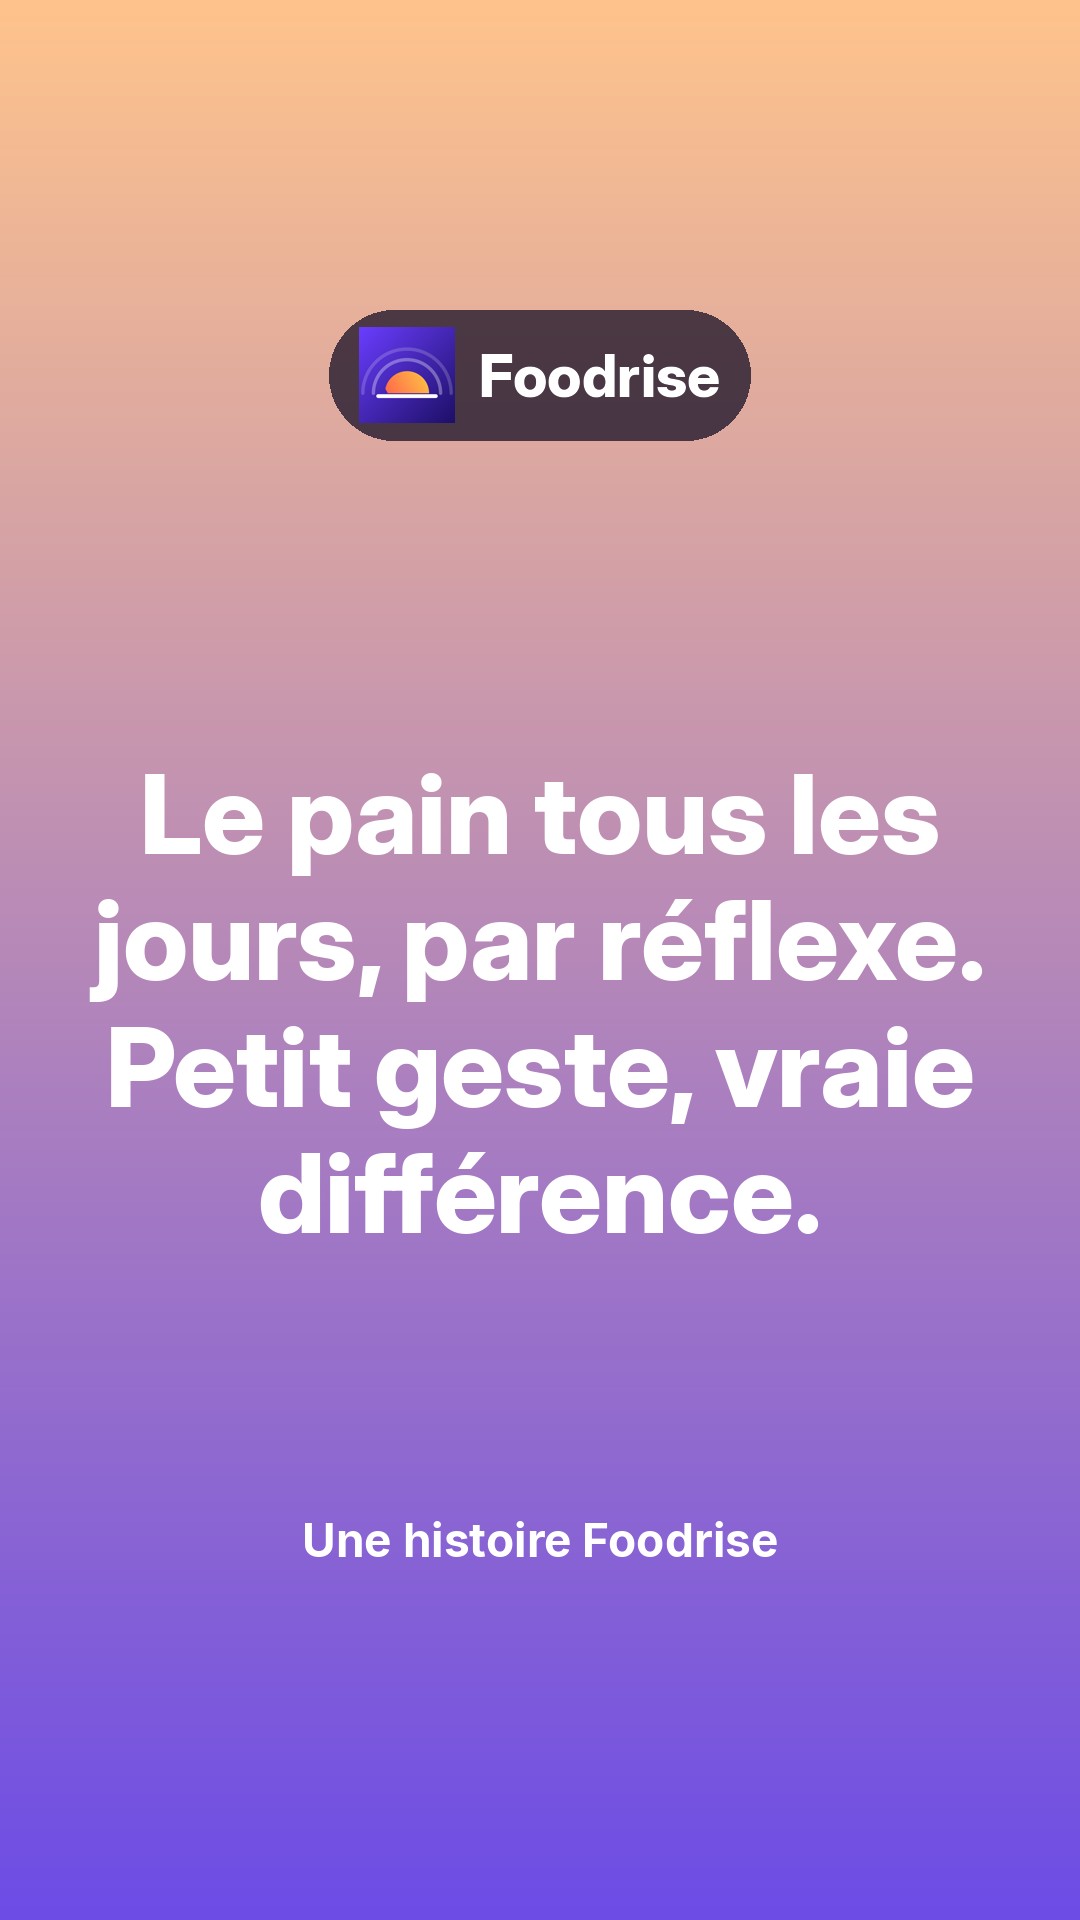 Foodrise
Le pain tous les
jours, par réflexe.
Petit geste, vraie
différence.
Une histoire Foodrise